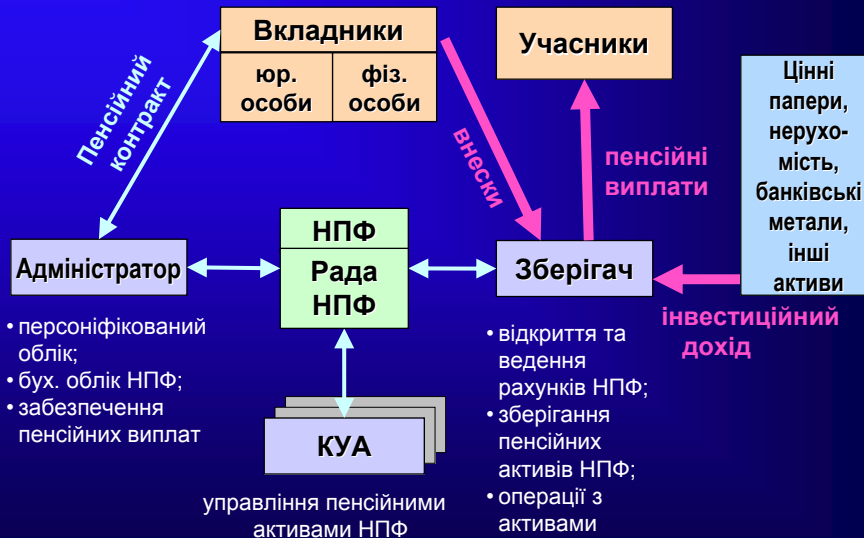 Вкладники
юр.
особи
фіз.
особи
Учасники
Цінні
папери,
нерухо-
мість,
банківські
метали,
інші
активи
Пенсійний
контракт
внески
пенсійні
виплати
Адміністратор
НПФ
Рада
НПФ
Зберігач
інвестиційний
дохід
• персоніфікований
облік;
• бух. облік НПФ;
• забезпечення
пенсійних виплат
КУА
управління пенсійними
активами НПФ
• відкриття та
ведення
рахунків НПФ;
• зберігання
пенсійних
активів НПФ;
• операції з
активами